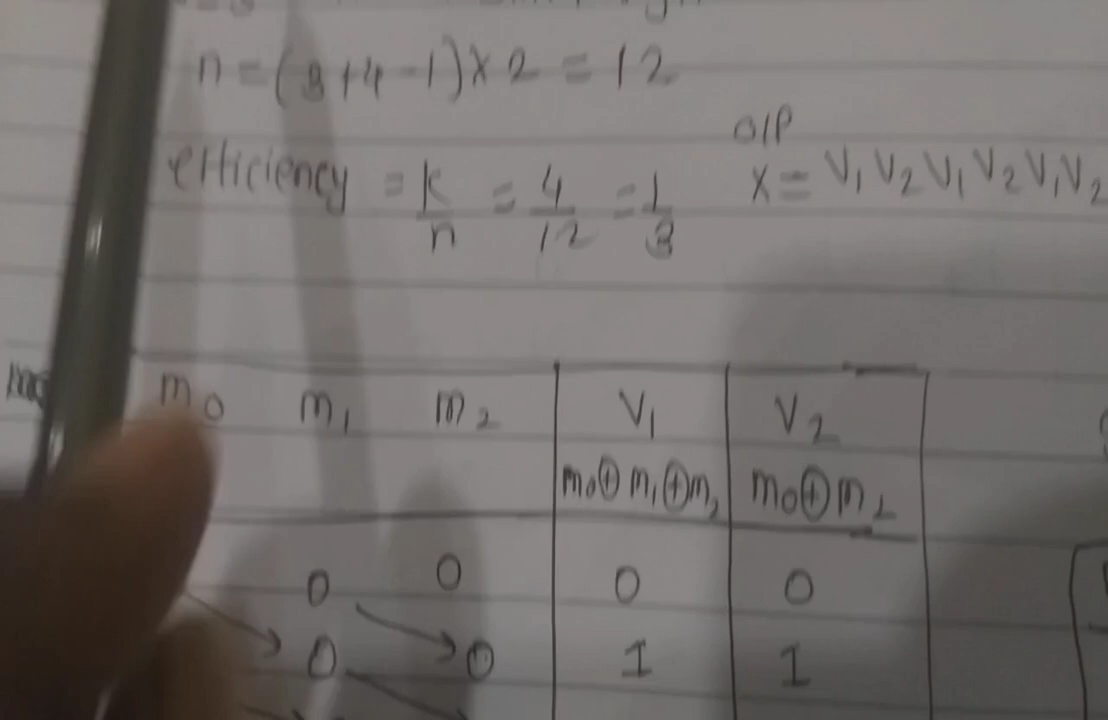 n = (3+4-1)×2 = 12
O/P
efficiency = k/n = 4/12 = 1/3 X = V₁ V₂ V₁ V₂ V₁ V₂
m₀ m₁ m₂ V₁ V₂
m₀⊕m₁⊕m₂ m₀⊕m₂
0 0 0 0
0 0 1 1